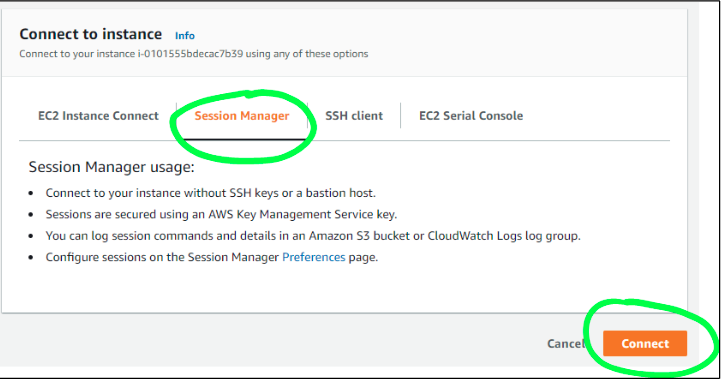 Connect to instance Info
Connect to your instance i-0101555bdecac7b39 using any of these options
EC2 Instance Connect Session Manager SSH client EC2 Serial Console
Session Manager usage:
• Connect to your instance without SSH keys or a bastion host.
• Sessions are secured using an AWS Key Management Service key.
• You can log session commands and details in an Amazon S3 bucket or CloudWatch Logs log group.
• Configure sessions on the Session Manager Preferences page.
Cancel Connect